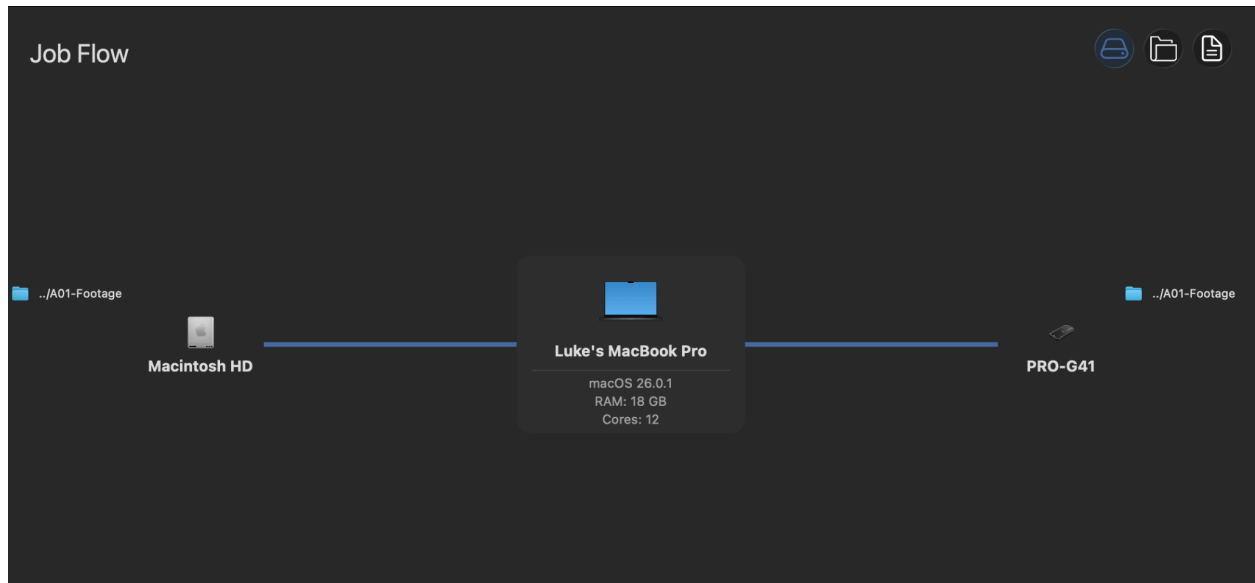 Job Flow
../A01-Footage
Macintosh HD
Luke's MacBook Pro
macOS 26.0.1
RAM: 18 GB
Cores: 12
../A01-Footage
PRO-G41